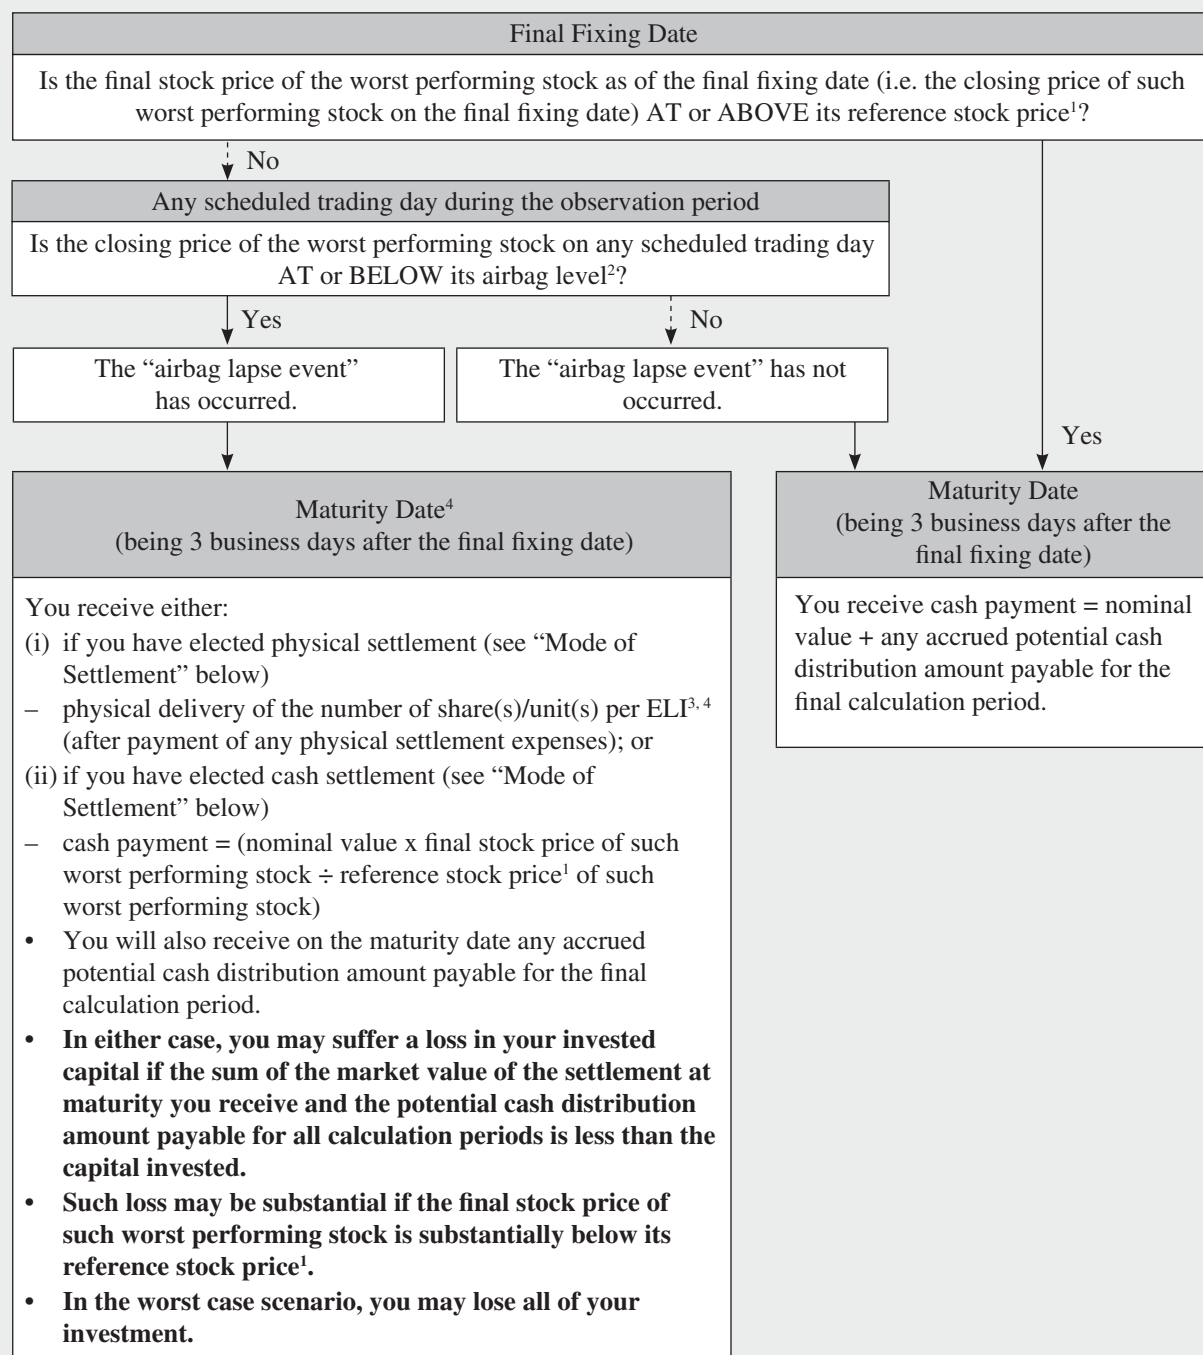 Final Fixing Date
Is the final stock price of the worst performing stock as of the final fixing date (i.e. the closing price of such
worst performing stock on the final fixing date) AT or ABOVE its reference stock price¹?
No
Any scheduled trading day during the observation period
Is the closing price of the worst performing stock on any scheduled trading day
AT or BELOW its airbag level²?
Yes
No
The “airbag lapse event”
has occurred.
The “airbag lapse event” has not
occurred.
Yes
Maturity Date⁴
(being 3 business days after the final fixing date)
You receive either:
(i) if you have elected physical settlement (see “Mode of
Settlement” below)
– physical delivery of the number of share(s)/unit(s) per ELI³, ⁴
(after payment of any physical settlement expenses); or
(ii) if you have elected cash settlement (see “Mode of
Settlement” below)
– cash payment = (nominal value x final stock price of such
worst performing stock ÷ reference stock price¹ of such
worst performing stock)
• You will also receive on the maturity date any accrued
potential cash distribution amount payable for the final
calculation period.
• In either case, you may suffer a loss in your invested
capital if the sum of the market value of the settlement at
maturity you receive and the potential cash distribution
amount payable for all calculation periods is less than the
capital invested.
• Such loss may be substantial if the final stock price of
such worst performing stock is substantially below its
reference stock price¹.
• In the worst case scenario, you may lose all of your
investment.
Maturity Date
(being 3 business days after the
final fixing date)
You receive cash payment = nominal
value + any accrued potential cash
distribution amount payable for the
final calculation period.